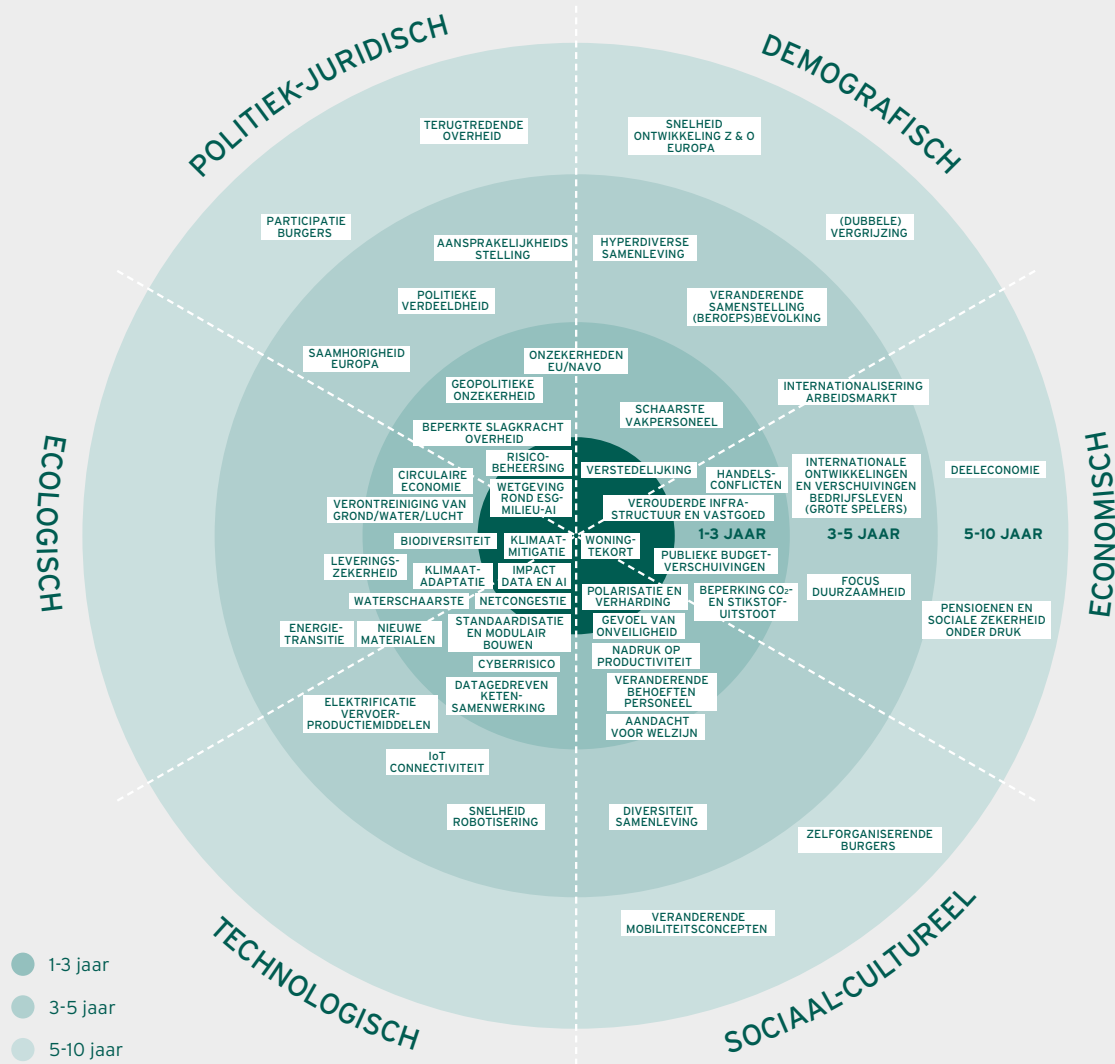 POLITIEK-JURIDISCH
DEMOGRAFISCH
TERUGTREDENDE
OVERHEID
SNELHEID
ONTWIKKELING Z & O
EUROPA
PARTICIPATIE
BURGERS
(DUBBELE)
VERGRIJZING
AANSPRAKELIJKHEIDS
STELLING
HYPERDIVERSE
SAMENLEVING
POLITIEKE
VERDEELDHEID
VERANDERENDE
SAMENSTELLING
(BEROEPS)BEVOLKING
SAAMHORIGHEID
EUROPA
ONZEKERHEDEN
EU/NAVO
GEOPOLITIEKE
ONZEKERHEID
INTERNATIONALISERING
ARBEIDSMARKT
SCHAARSTE
VAKPERSONEEL
BEPERKTE SLAGKRACHT
OVERHEID
ECOLOGISCH
ECONOMISCH
RISICO-
BEHEERSING
VERSTEDELIJKING
CIRCULAIRE
ECONOMIE
HANDELS-
CONFLICTEN
INTERNATIONALE
ONTWIKKELINGEN
EN VERSCHUIVINGEN
BEDRIJFSLEVEN
(GROTE SPELERS)
DEELECONOMIE
WETGEVING
ROND ESG-
MILIEU-AI
VERONTREINIGING VAN
GROND/WATER/LUCHT
VEROUDERDE INFRA-
STRUCTUUR EN VASTGOED
1-3 JAAR
3-5 JAAR
5-10 JAAR
BIODIVERSITEIT
KLIMAAT-
MITIGATIE
WONING-
TEKORT
PUBLIEKE BUDGET-
VERSCHUIVINGEN
LEVERINGS-
ZEKERHEID
KLIMAAT-
ADAPTATIE
IMPACT
DATA EN AI
FOCUS
DUURZAAMHEID
POLARISATIE EN
VERHARDING
BEPERKING CO₂-
EN STIKSTOF-
UITSTOOT
WATERSCHAARSTE
NETCONGESTIE
PENSIOENEN EN
SOCIALE ZEKERHEID
ONDER DRUK
ENERGIE-
TRANSITIE
NIEUWE
MATERIALEN
STANDAARDISATIE
EN MODULAIR
BOUWEN
GEVOEL VAN
ONVEILIGHEID
NADRUK OP
PRODUCTIVITEIT
CYBERRISICO
DATAGEDREVEN
KETEN-
SAMENWERKING
VERANDERENDE
BEHOEFTEN
PERSONEEL
ELEKTRIFICATIE
VERVOER-
PRODUCTIEMIDDELEN
AANDACHT
VOOR WELZIJN
IoT
CONNECTIVITEIT
SNELHEID
ROBOTISERING
DIVERSITEIT
SAMENLEVING
ZELFORGANISERENDE
BURGERS
VERANDERENDE
MOBILITEITSCONCEPTEN
TECHNOLOGISCH
SOCIAAL-CULTUREEL
1-3 jaar
3-5 jaar
5-10 jaar